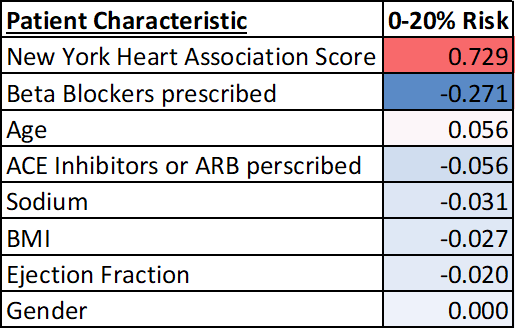 Patient Characteristic 0-20% Risk
New York Heart Association Score 0.729
Beta Blockers prescribed -0.271
Age 0.056
ACE Inhibitors or ARB perscribed -0.056
Sodium -0.031
BMI -0.027
Ejection Fraction -0.020
Gender 0.000